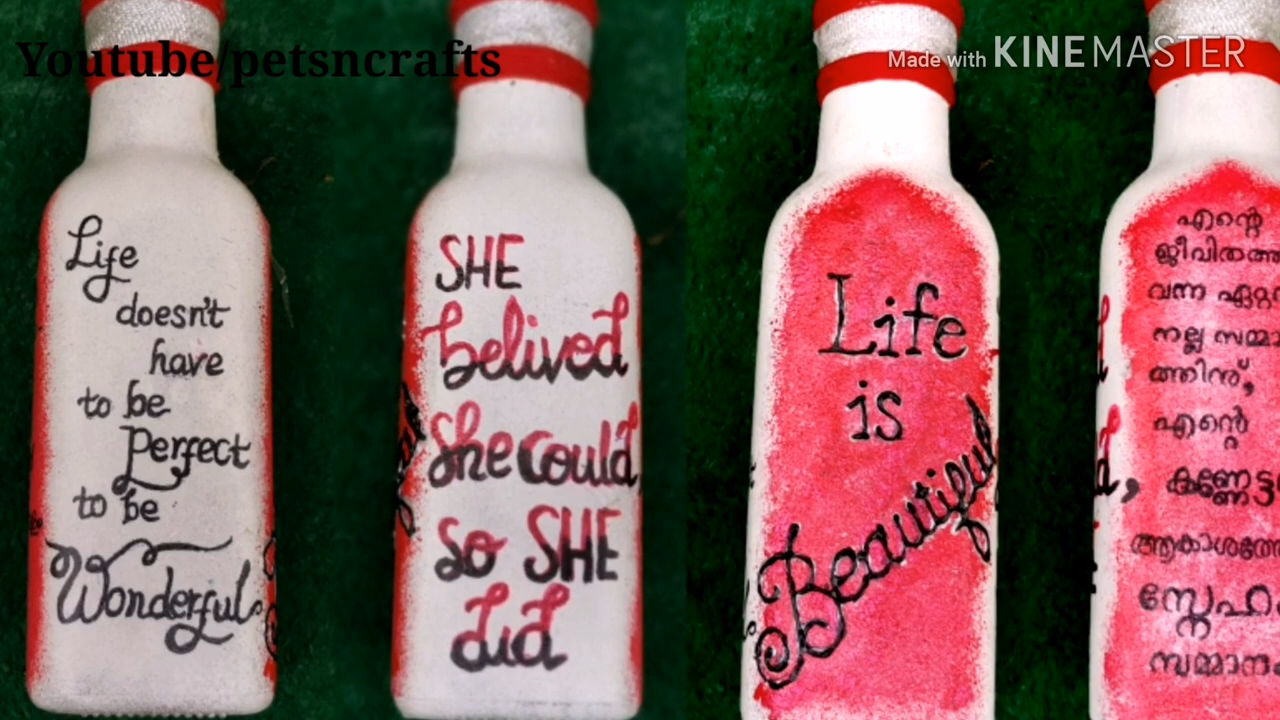 Youtube/petsncrafts
Made with KINEMASTER
Life
doesn't
have
to be
Perfect
to be
Wonderful
SHE
belived
She could
So SHE
did
Life
is
Beautiful
എന്റെ
വന്ന
നല്ല
ത്തിന്,
എന്റെ